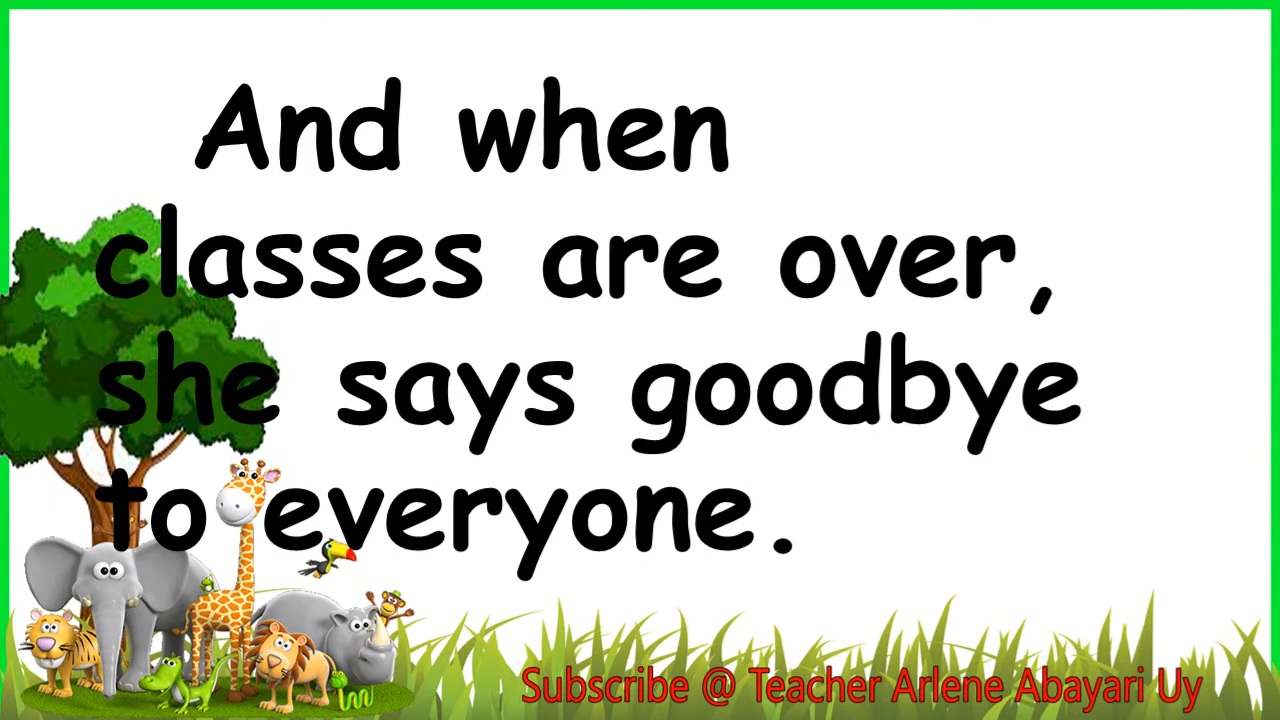 And when
classes are over,
she says goodbye
to everyone.
Subscribe @ Teacher Arlene Abayari Uy